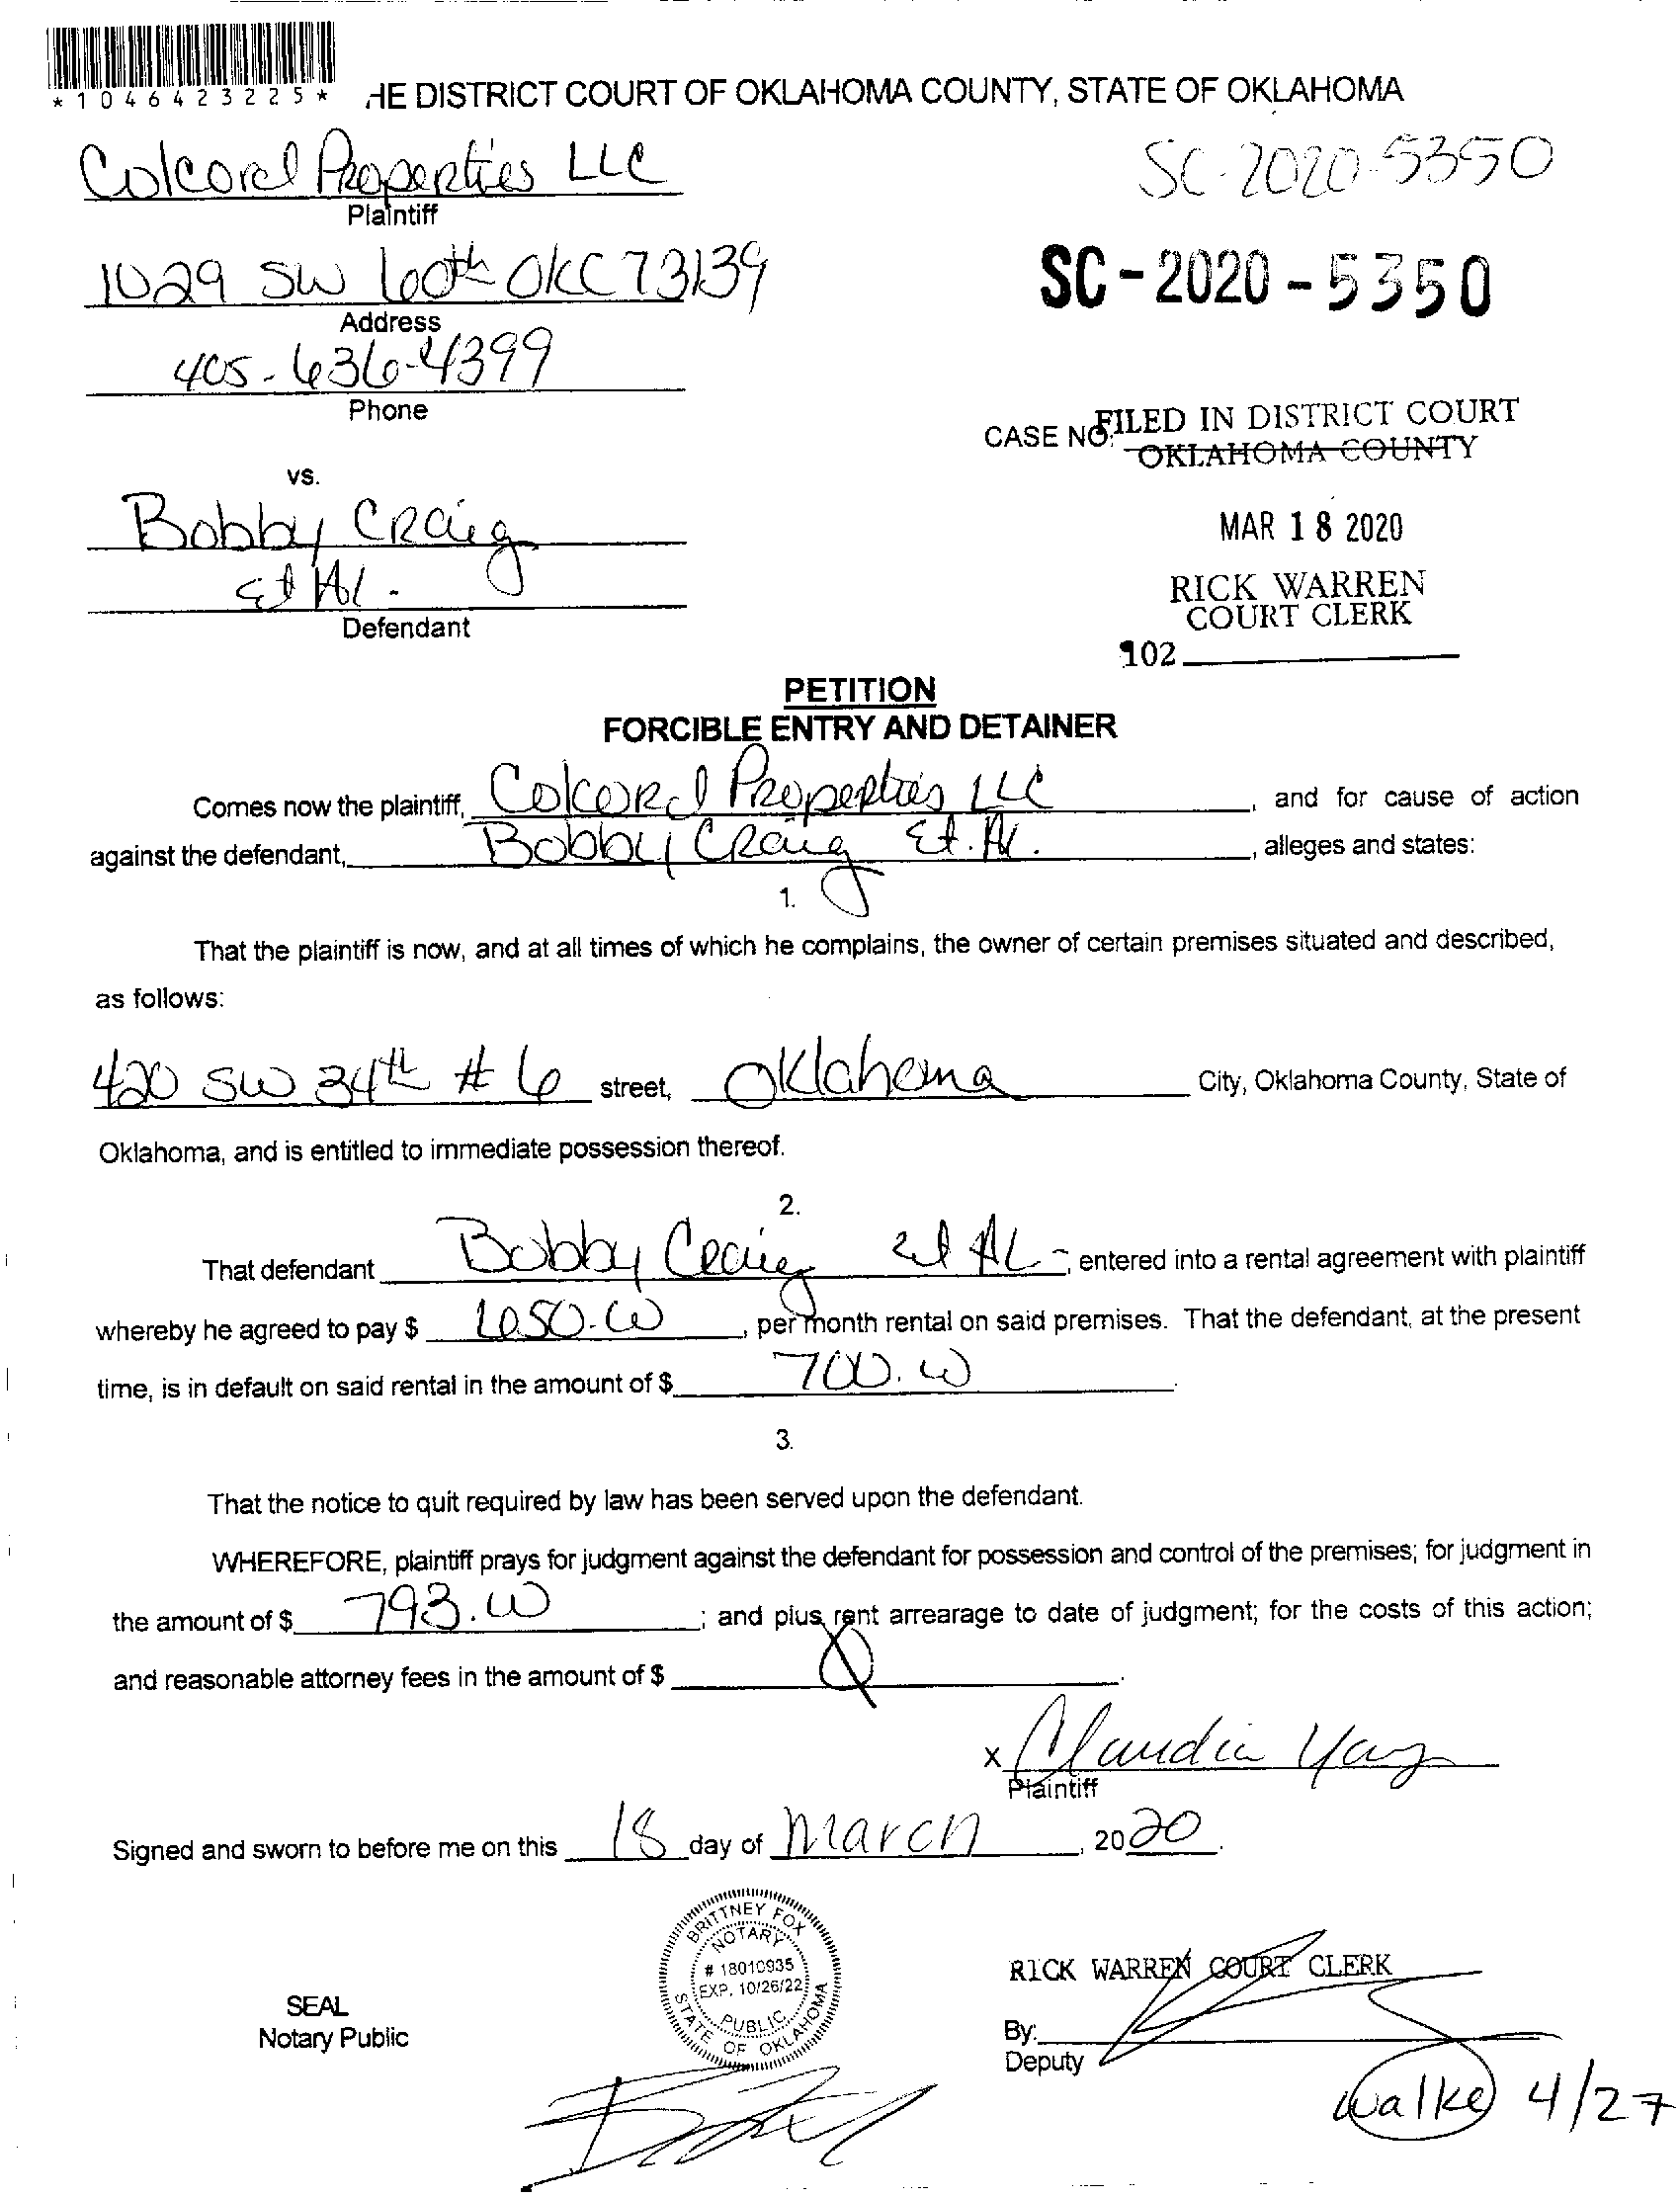 *1046423225*
HE DISTRICT COURT OF OKLAHOMA COUNTY, STATE OF OKLAHOMA
Colcord Properties LLC
SC-2020-5350
Plaintiff
1029 SW 60th OKC 73139
SC-2020-5350
Address
405-636-4399
Phone
CASE NO. FILED IN DISTRICT COURT
OKLAHOMA COUNTY
vs.
MAR 18 2020
Bobby Craig
Et Al.
RICK WARREN
COURT CLERK
Defendant
102
PETITION
FORCIBLE ENTRY AND DETAINER
Comes now the plaintiff, Colcord Properties LLC, and for cause of action
against the defendant, Bobby Craig Et. Al., alleges and states:
1.
That the plaintiff is now, and at all times of which he complains, the owner of certain premises situated and described,
as follows:
420 SW 34th # 6 street, Oklahoma City, Oklahoma County, State of
Oklahoma, and is entitled to immediate possession thereof.
2.
That defendant Bobby Craig Et AL, entered into a rental agreement with plaintiff
whereby he agreed to pay $ 650.00, per month rental on said premises. That the defendant, at the present
time, is in default on said rental in the amount of $ 700.00.
3.
That the notice to quit required by law has been served upon the defendant.
WHEREFORE, plaintiff prays for judgment against the defendant for possession and control of the premises; for judgment in
the amount of $ 793.00; and plus rent arrearage to date of judgment; for the costs of this action;
and reasonable attorney fees in the amount of $ 0.
x Claudia
Plaintiff
Signed and sworn to before me on this 18 day of March, 2020.
BRITTNEY FOX
NOTARY
# 18010935
EXP. 10/26/22
PUBLIC
STATE OF OKLAHOMA
RICK WARREN COURT CLERK
SEAL
Notary Public
By:
Deputy
Walke 4/27